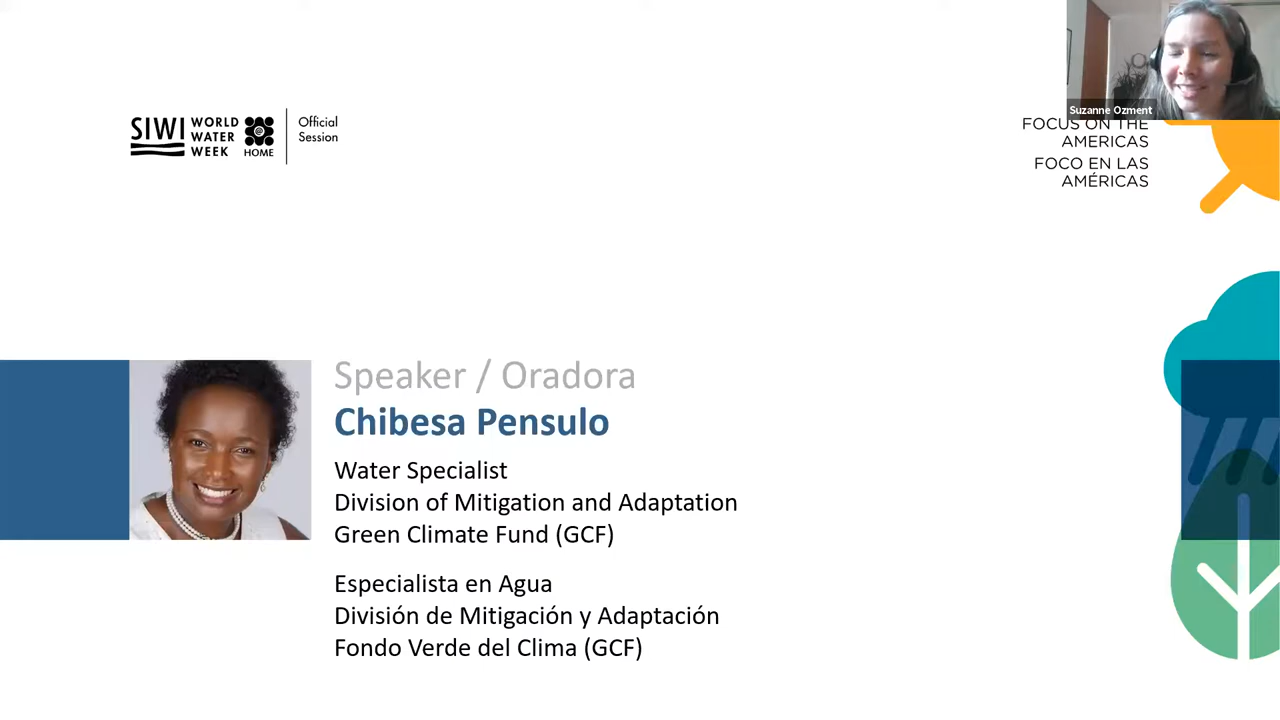 SIWI
WORLD
WATER
WEEK
HOME
Official
Session
Suzanne Ozment
FOCUS ON THE
AMERICAS
FOCO EN LAS
AMÉRICAS
Speaker / Oradora
Chibesa Pensulo
Water Specialist
Division of Mitigation and Adaptation
Green Climate Fund (GCF)
Especialista en Agua
División de Mitigación y Adaptación
Fondo Verde del Clima (GCF)